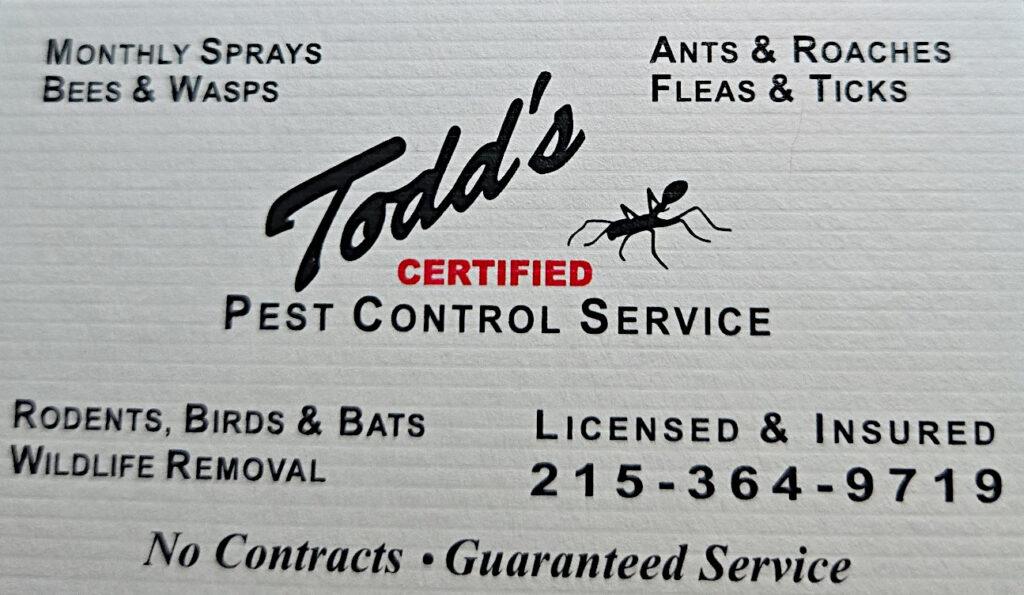 MONTHLY SPRAYS
BEES & WASPS
ANTS & ROACHES
FLEAS & TICKS
Todd's
CERTIFIED
PEST CONTROL SERVICE
RODENTS, BIRDS & BATS
WILDLIFE REMOVAL
LICENSED & INSURED
215-364-9719
No Contracts • Guaranteed Service